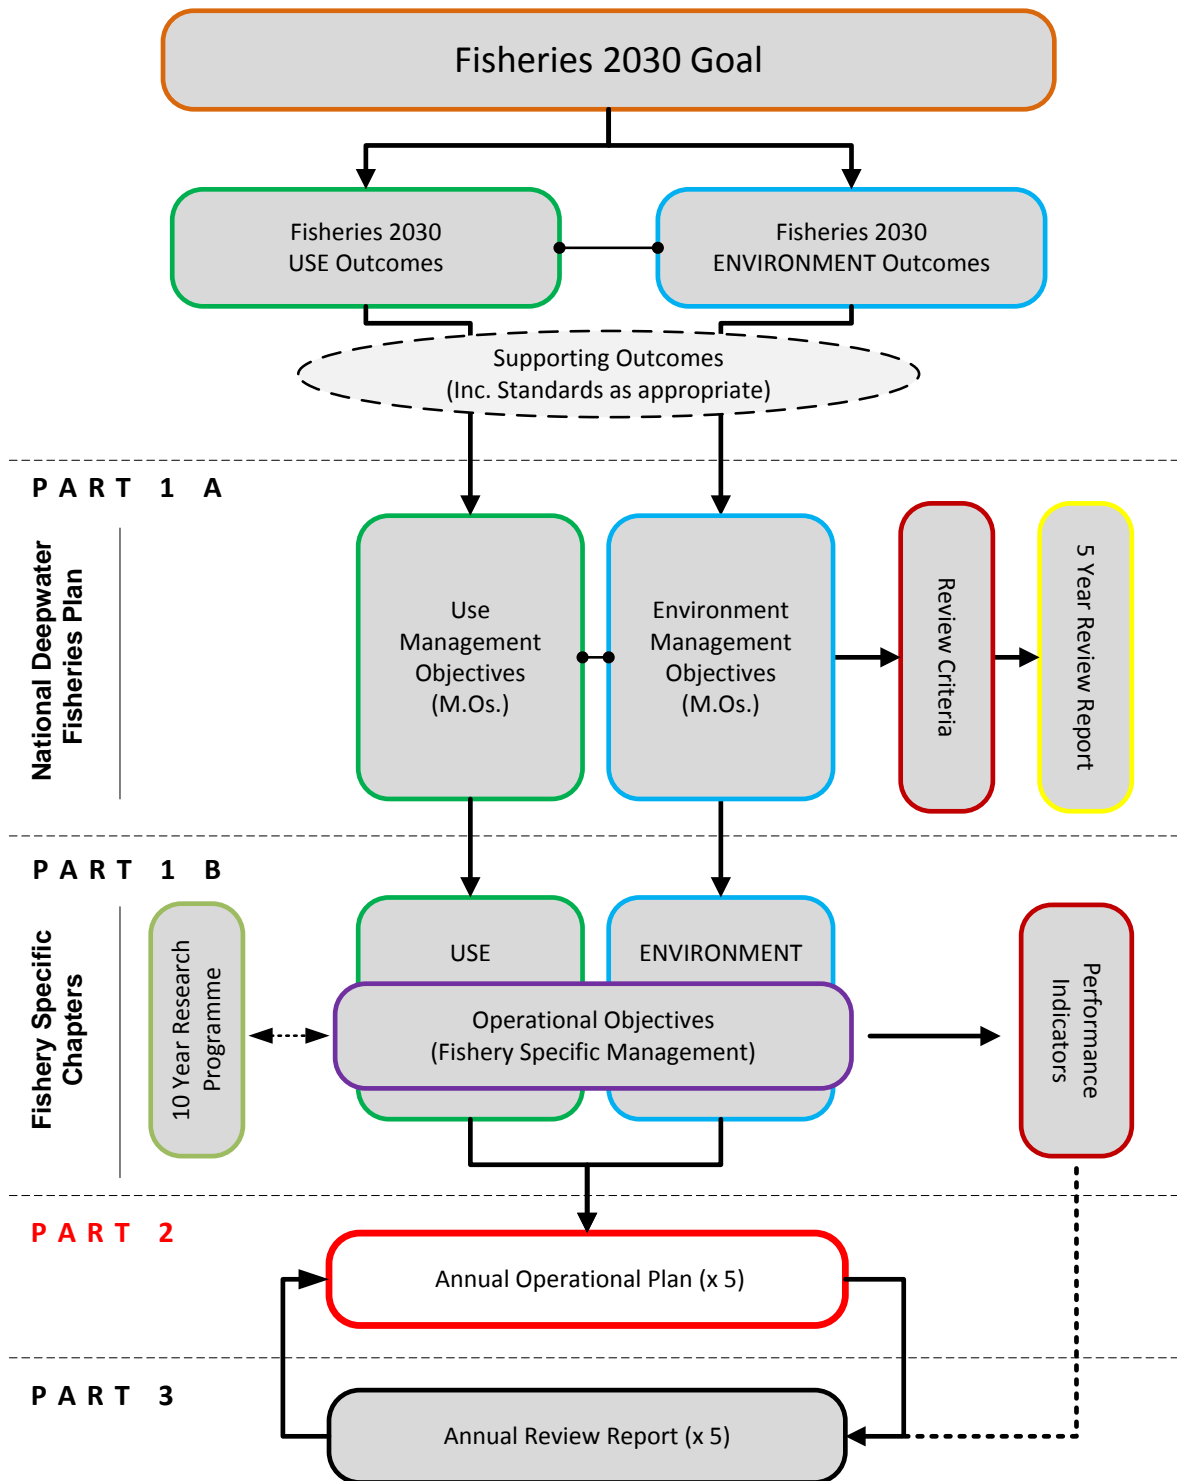 Fisheries 2030 Goal
Fisheries 2030
USE Outcomes
Fisheries 2030
ENVIRONMENT Outcomes
Supporting Outcomes
(Inc. Standards as appropriate)
PART 1 A
National Deepwater
Fisheries Plan
Use
Management
Objectives
(M.Os.)
Environment
Management
Objectives
(M.Os.)
Review Criteria
5 Year Review Report
PART 1 B
Fishery Specific
Chapters
10 Year Research
Programme
USE
ENVIRONMENT
Operational Objectives
(Fishery Specific Management)
Performance
Indicators
PART 2
Annual Operational Plan (x 5)
PART 3
Annual Review Report (x 5)